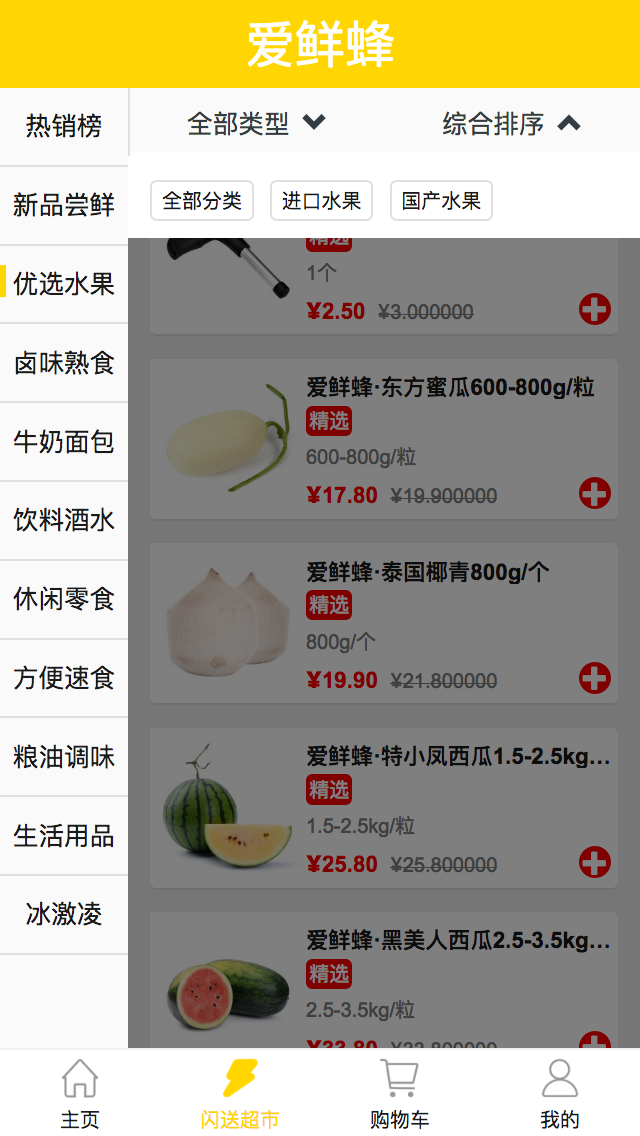 爱鲜蜂
热销榜
新品尝鲜
优选水果
卤味熟食
牛奶面包
饮料酒水
休闲零食
方便速食
粮油调味
生活用品
冰激凌
全部类型
综合排序
全部分类
进口水果
国产水果
精选
1个
¥2.50 ¥3.000000
爱鲜蜂·东方蜜瓜600-800g/粒
精选
600-800g/粒
¥17.80 ¥19.900000
爱鲜蜂·泰国椰青800g/个
精选
800g/个
¥19.90 ¥21.800000
爱鲜蜂·特小凤西瓜1.5-2.5kg...
精选
1.5-2.5kg/粒
¥25.80 ¥25.800000
爱鲜蜂·黑美人西瓜2.5-3.5kg...
精选
2.5-3.5kg/粒
主页
闪送超市
购物车
我的